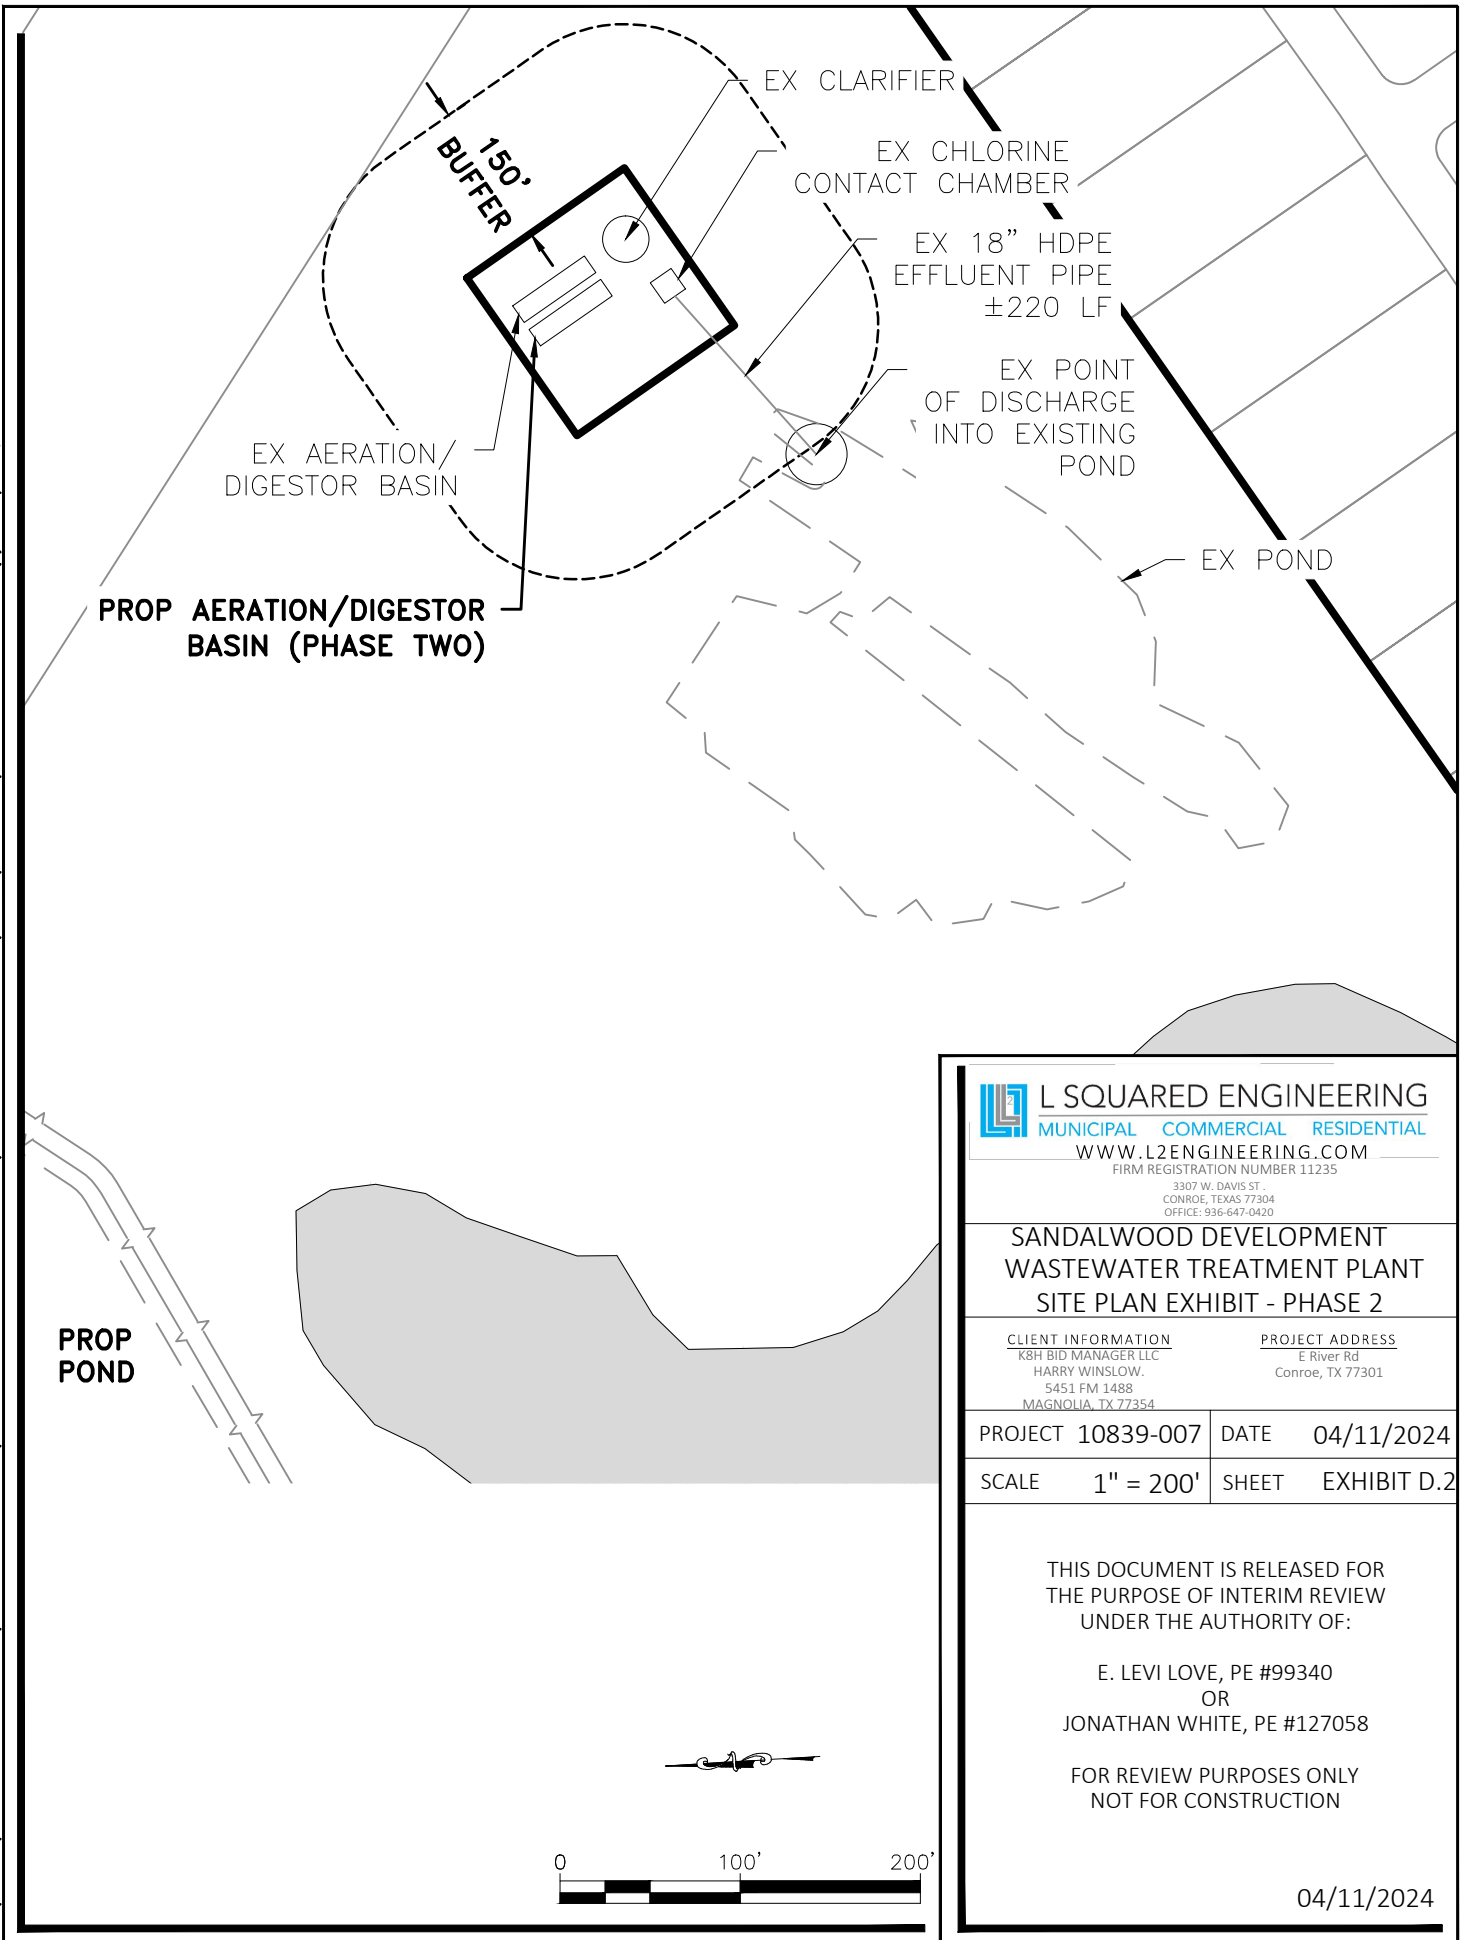 EX CLARIFIER
150'
BUFFER
EX CHLORINE
CONTACT CHAMBER
EX 18" HDPE
EFFLUENT PIPE
±220 LF
EX POINT
OF DISCHARGE
INTO EXISTING
POND
EX AERATION/
DIGESTOR BASIN
EX POND
PROP AERATION/DIGESTOR
BASIN (PHASE TWO)
PROP
POND
0 100' 200'
L SQUARED ENGINEERING
MUNICIPAL COMMERCIAL RESIDENTIAL
WWW.L2ENGINEERING.COM
FIRM REGISTRATION NUMBER 11235
3307 W. DAVIS ST .
CONROE, TEXAS 77304
OFFICE: 936-647-0420
SANDALWOOD DEVELOPMENT
WASTEWATER TREATMENT PLANT
SITE PLAN EXHIBIT - PHASE 2
CLIENT INFORMATION
K8H BID MANAGER LLC
HARRY WINSLOW.
5451 FM 1488
MAGNOLIA, TX 77354
PROJECT ADDRESS
E River Rd
Conroe, TX 77301
PROJECT 10839-007 DATE 04/11/2024
SCALE 1" = 200' SHEET EXHIBIT D.2
THIS DOCUMENT IS RELEASED FOR
THE PURPOSE OF INTERIM REVIEW
UNDER THE AUTHORITY OF:
E. LEVI LOVE, PE #99340
OR
JONATHAN WHITE, PE #127058
FOR REVIEW PURPOSES ONLY
NOT FOR CONSTRUCTION
04/11/2024